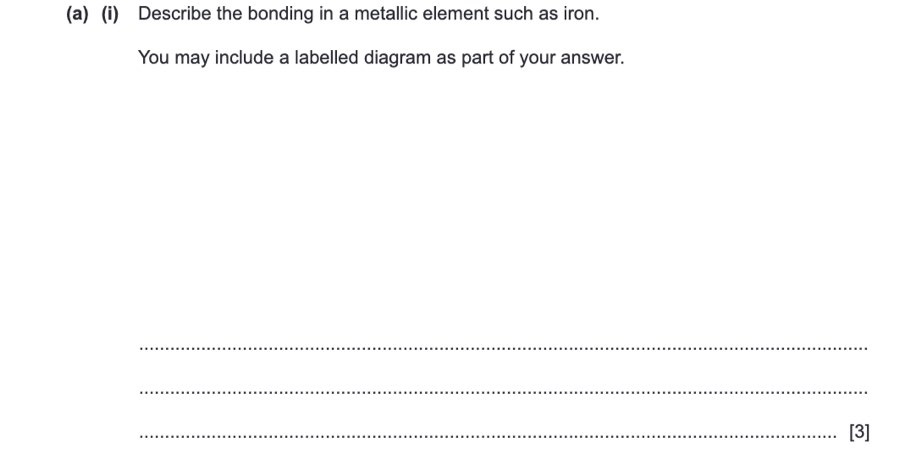 (a) (i) Describe the bonding in a metallic element such as iron.
You may include a labelled diagram as part of your answer.
[3]